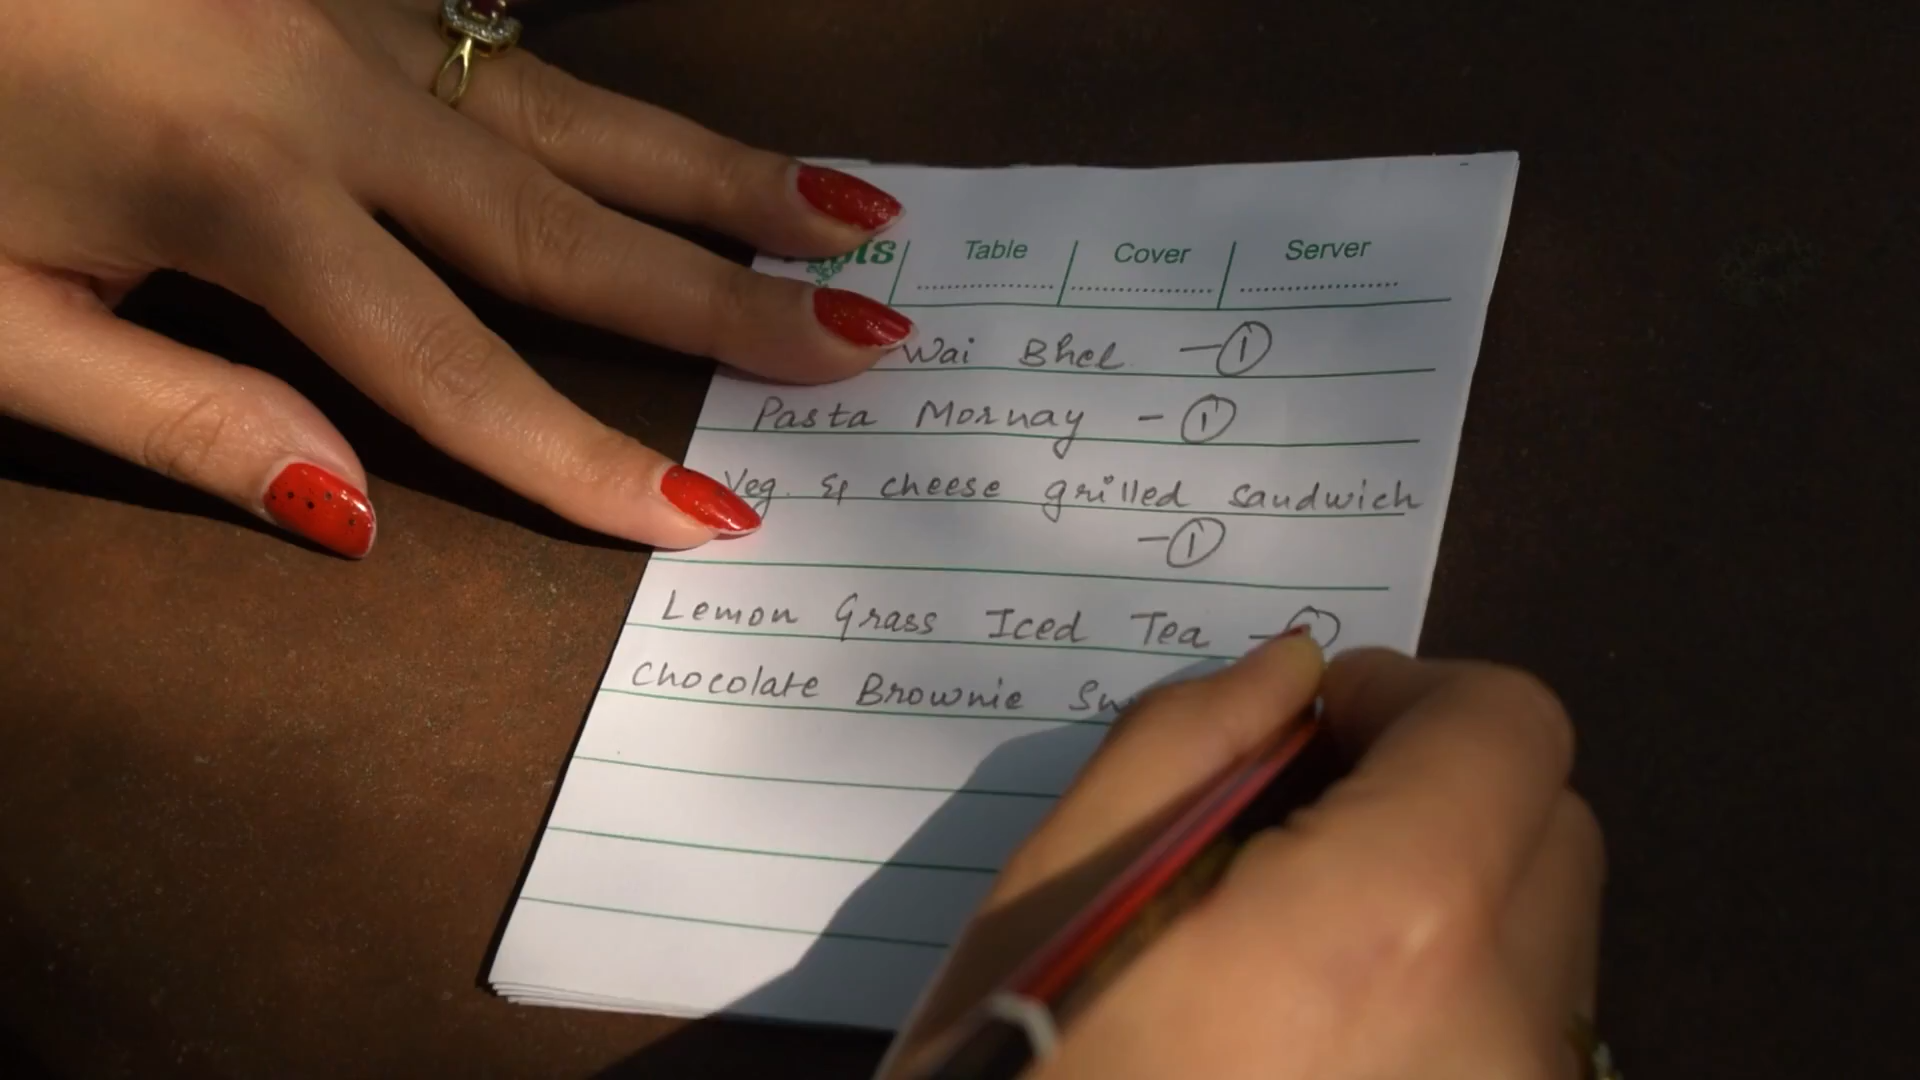 Table Cover Server
Wai Bhel - 1
Pasta Mornay - 1
Veg. & cheese grilled sandwich
- 1
Lemon Grass Iced Tea -
Chocolate Brownie